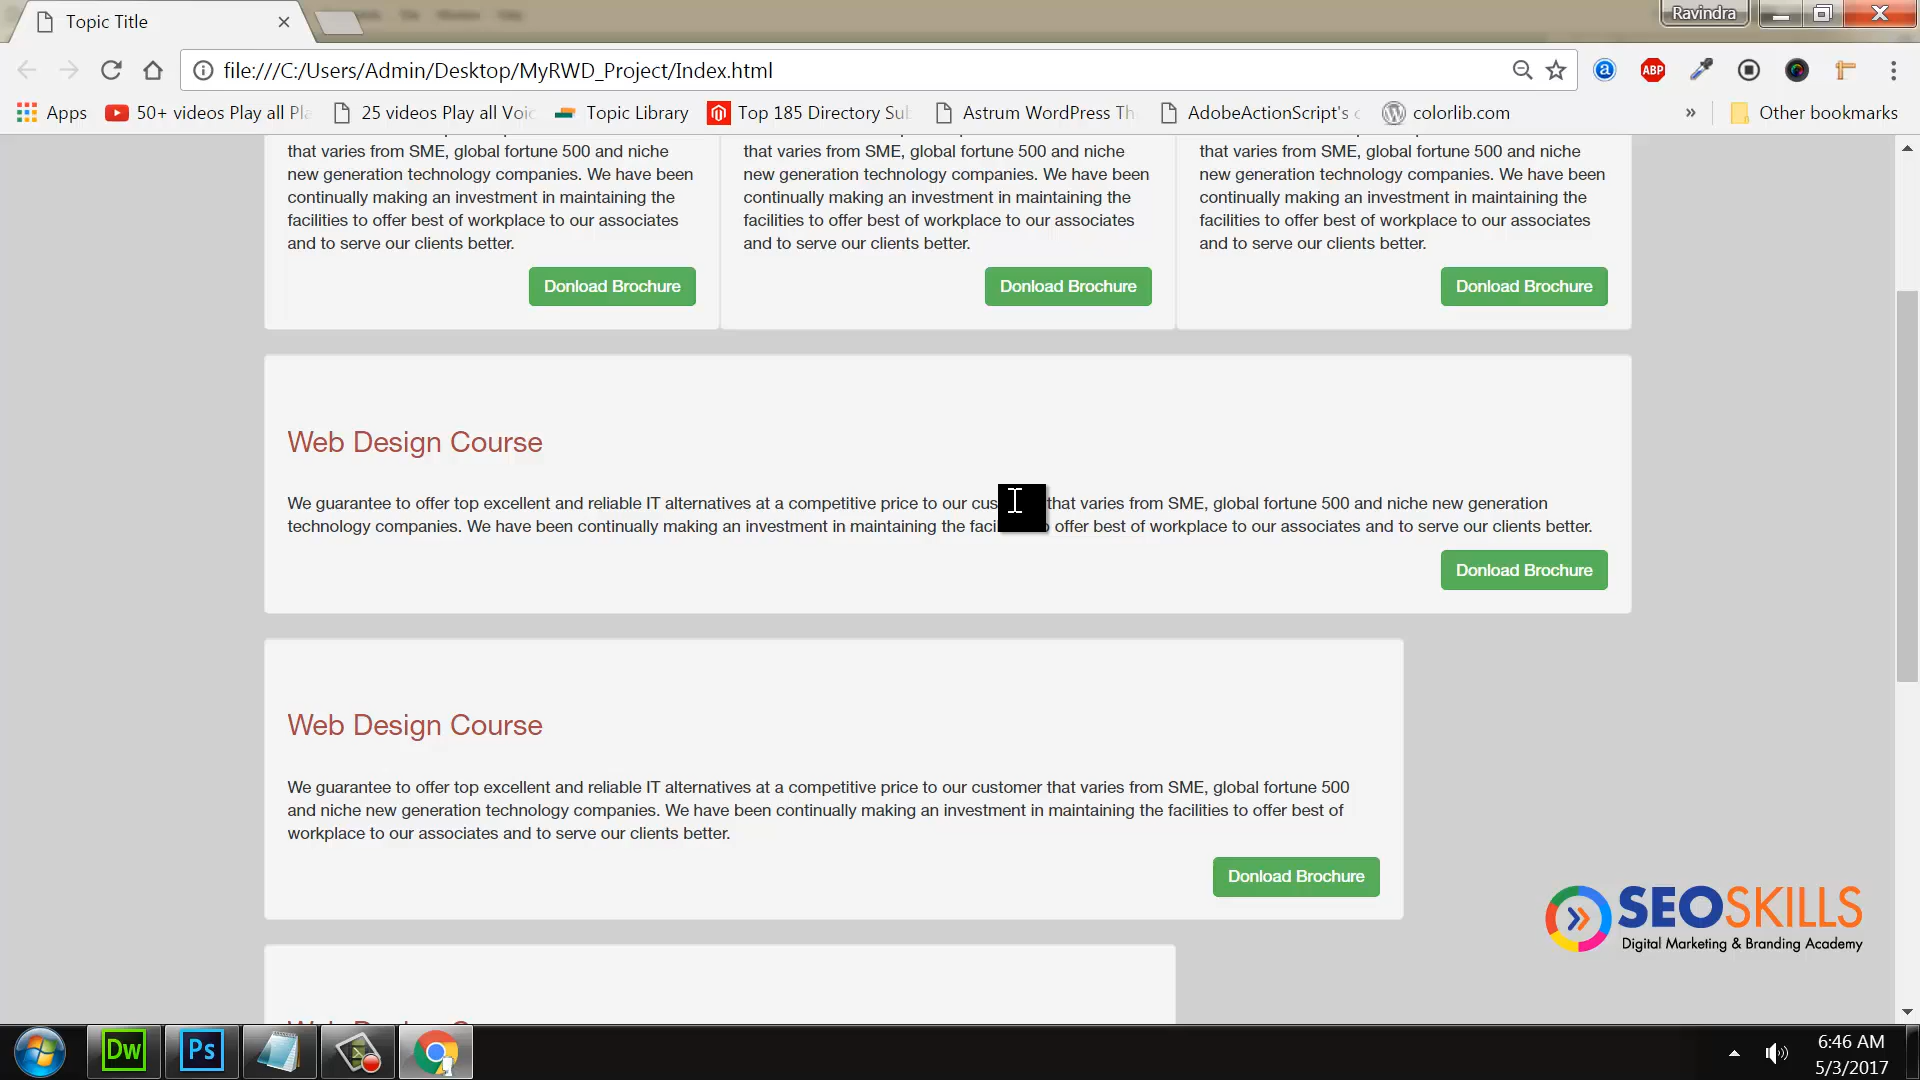 Topic Title
Ravindra
file:///C:/Users/Admin/Desktop/MyRWD_Project/Index.html
a
ABP
Apps
50+ videos Play all Pla
25 videos Play all Voic
Topic Library
Top 185 Directory Sub
Astrum WordPress Th
AdobeActionScript's c
colorlib.com
»
Other bookmarks
that varies from SME, global fortune 500 and niche
new generation technology companies. We have been
continually making an investment in maintaining the
facilities to offer best of workplace to our associates
and to serve our clients better.
Donload Brochure
that varies from SME, global fortune 500 and niche
new generation technology companies. We have been
continually making an investment in maintaining the
facilities to offer best of workplace to our associates
and to serve our clients better.
Donload Brochure
that varies from SME, global fortune 500 and niche
new generation technology companies. We have been
continually making an investment in maintaining the
facilities to offer best of workplace to our associates
and to serve our clients better.
Donload Brochure
Web Design Course
We guarantee to offer top excellent and reliable IT alternatives at a competitive price to our cus that varies from SME, global fortune 500 and niche new generation
technology companies. We have been continually making an investment in maintaining the faci o offer best of workplace to our associates and to serve our clients better.
Donload Brochure
Web Design Course
We guarantee to offer top excellent and reliable IT alternatives at a competitive price to our customer that varies from SME, global fortune 500
and niche new generation technology companies. We have been continually making an investment in maintaining the facilities to offer best of
workplace to our associates and to serve our clients better.
Donload Brochure
SEOSKILLS
Digital Marketing & Branding Academy
Dw
Ps
6:46 AM
5/3/2017